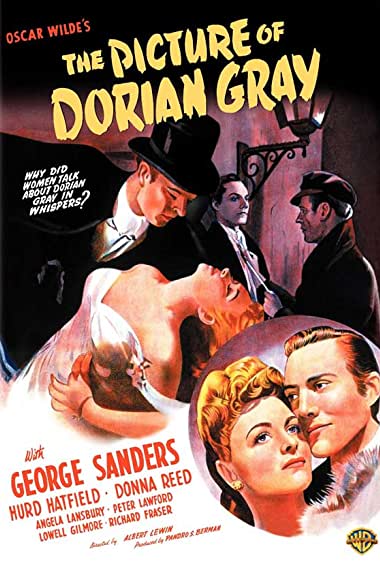 OSCAR WILDE'S
THE PICTURE OF
DORIAN GRAY
WHY DID
WOMEN TALK
ABOUT DORIAN
GRAY IN
WHISPERS?
With
GEORGE SANDERS
HURD HATFIELD · DONNA REED
ANGELA LANSBURY · PETER LAWFORD
LOWELL GILMORE · RICHARD FRASER
Directed by ALBERT LEWIN Produced by PANDRO S. BERMAN
WB